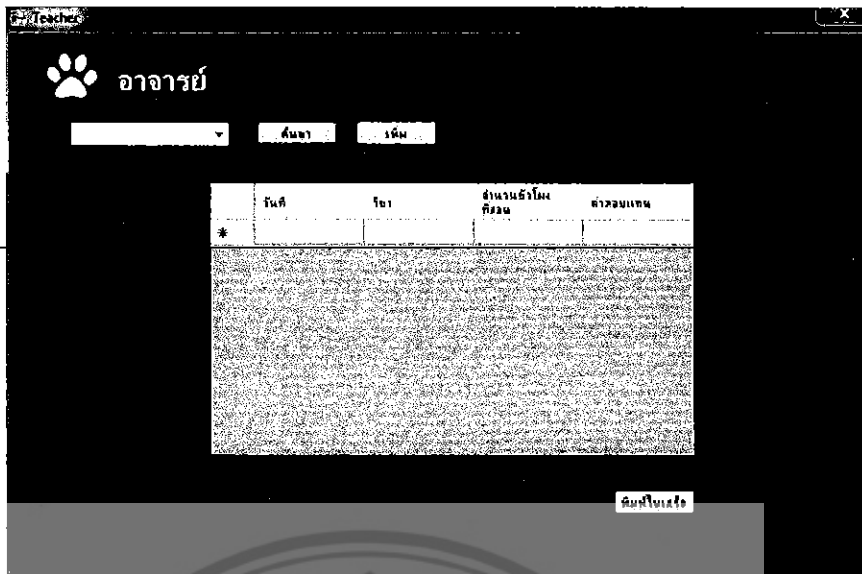 Teacher
อาจารย์
ค้นหา เพิ่ม
วันที่ วิชา จำนวนชั่วโมงที่สอน ค่าตอบแทน
พิมพ์ใบเสร็จ